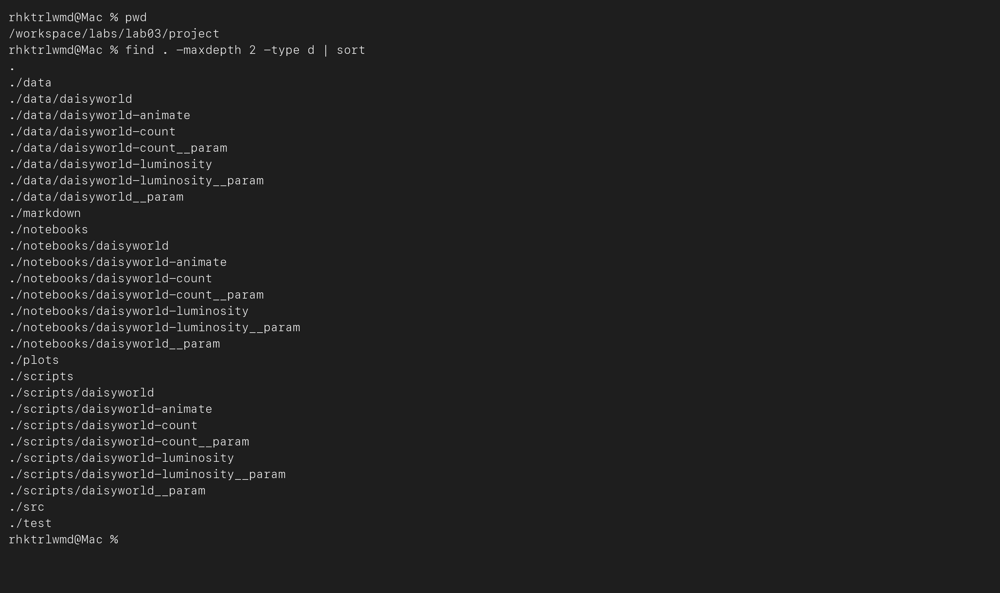 rhktrlwmd@Mac % pwd
/workspace/labs/lab03/project
rhktrlwmd@Mac % find . -maxdepth 2 -type d | sort
.
./data
./data/daisyworld
./data/daisyworld-animate
./data/daisyworld-count
./data/daisyworld-count__param
./data/daisyworld-luminosity
./data/daisyworld-luminosity__param
./data/daisyworld__param
./markdown
./notebooks
./notebooks/daisyworld
./notebooks/daisyworld-animate
./notebooks/daisyworld-count
./notebooks/daisyworld-count__param
./notebooks/daisyworld-luminosity
./notebooks/daisyworld-luminosity__param
./notebooks/daisyworld__param
./plots
./scripts
./scripts/daisyworld
./scripts/daisyworld-animate
./scripts/daisyworld-count
./scripts/daisyworld-count__param
./scripts/daisyworld-luminosity
./scripts/daisyworld-luminosity__param
./scripts/daisyworld__param
./src
./test
rhktrlwmd@Mac %